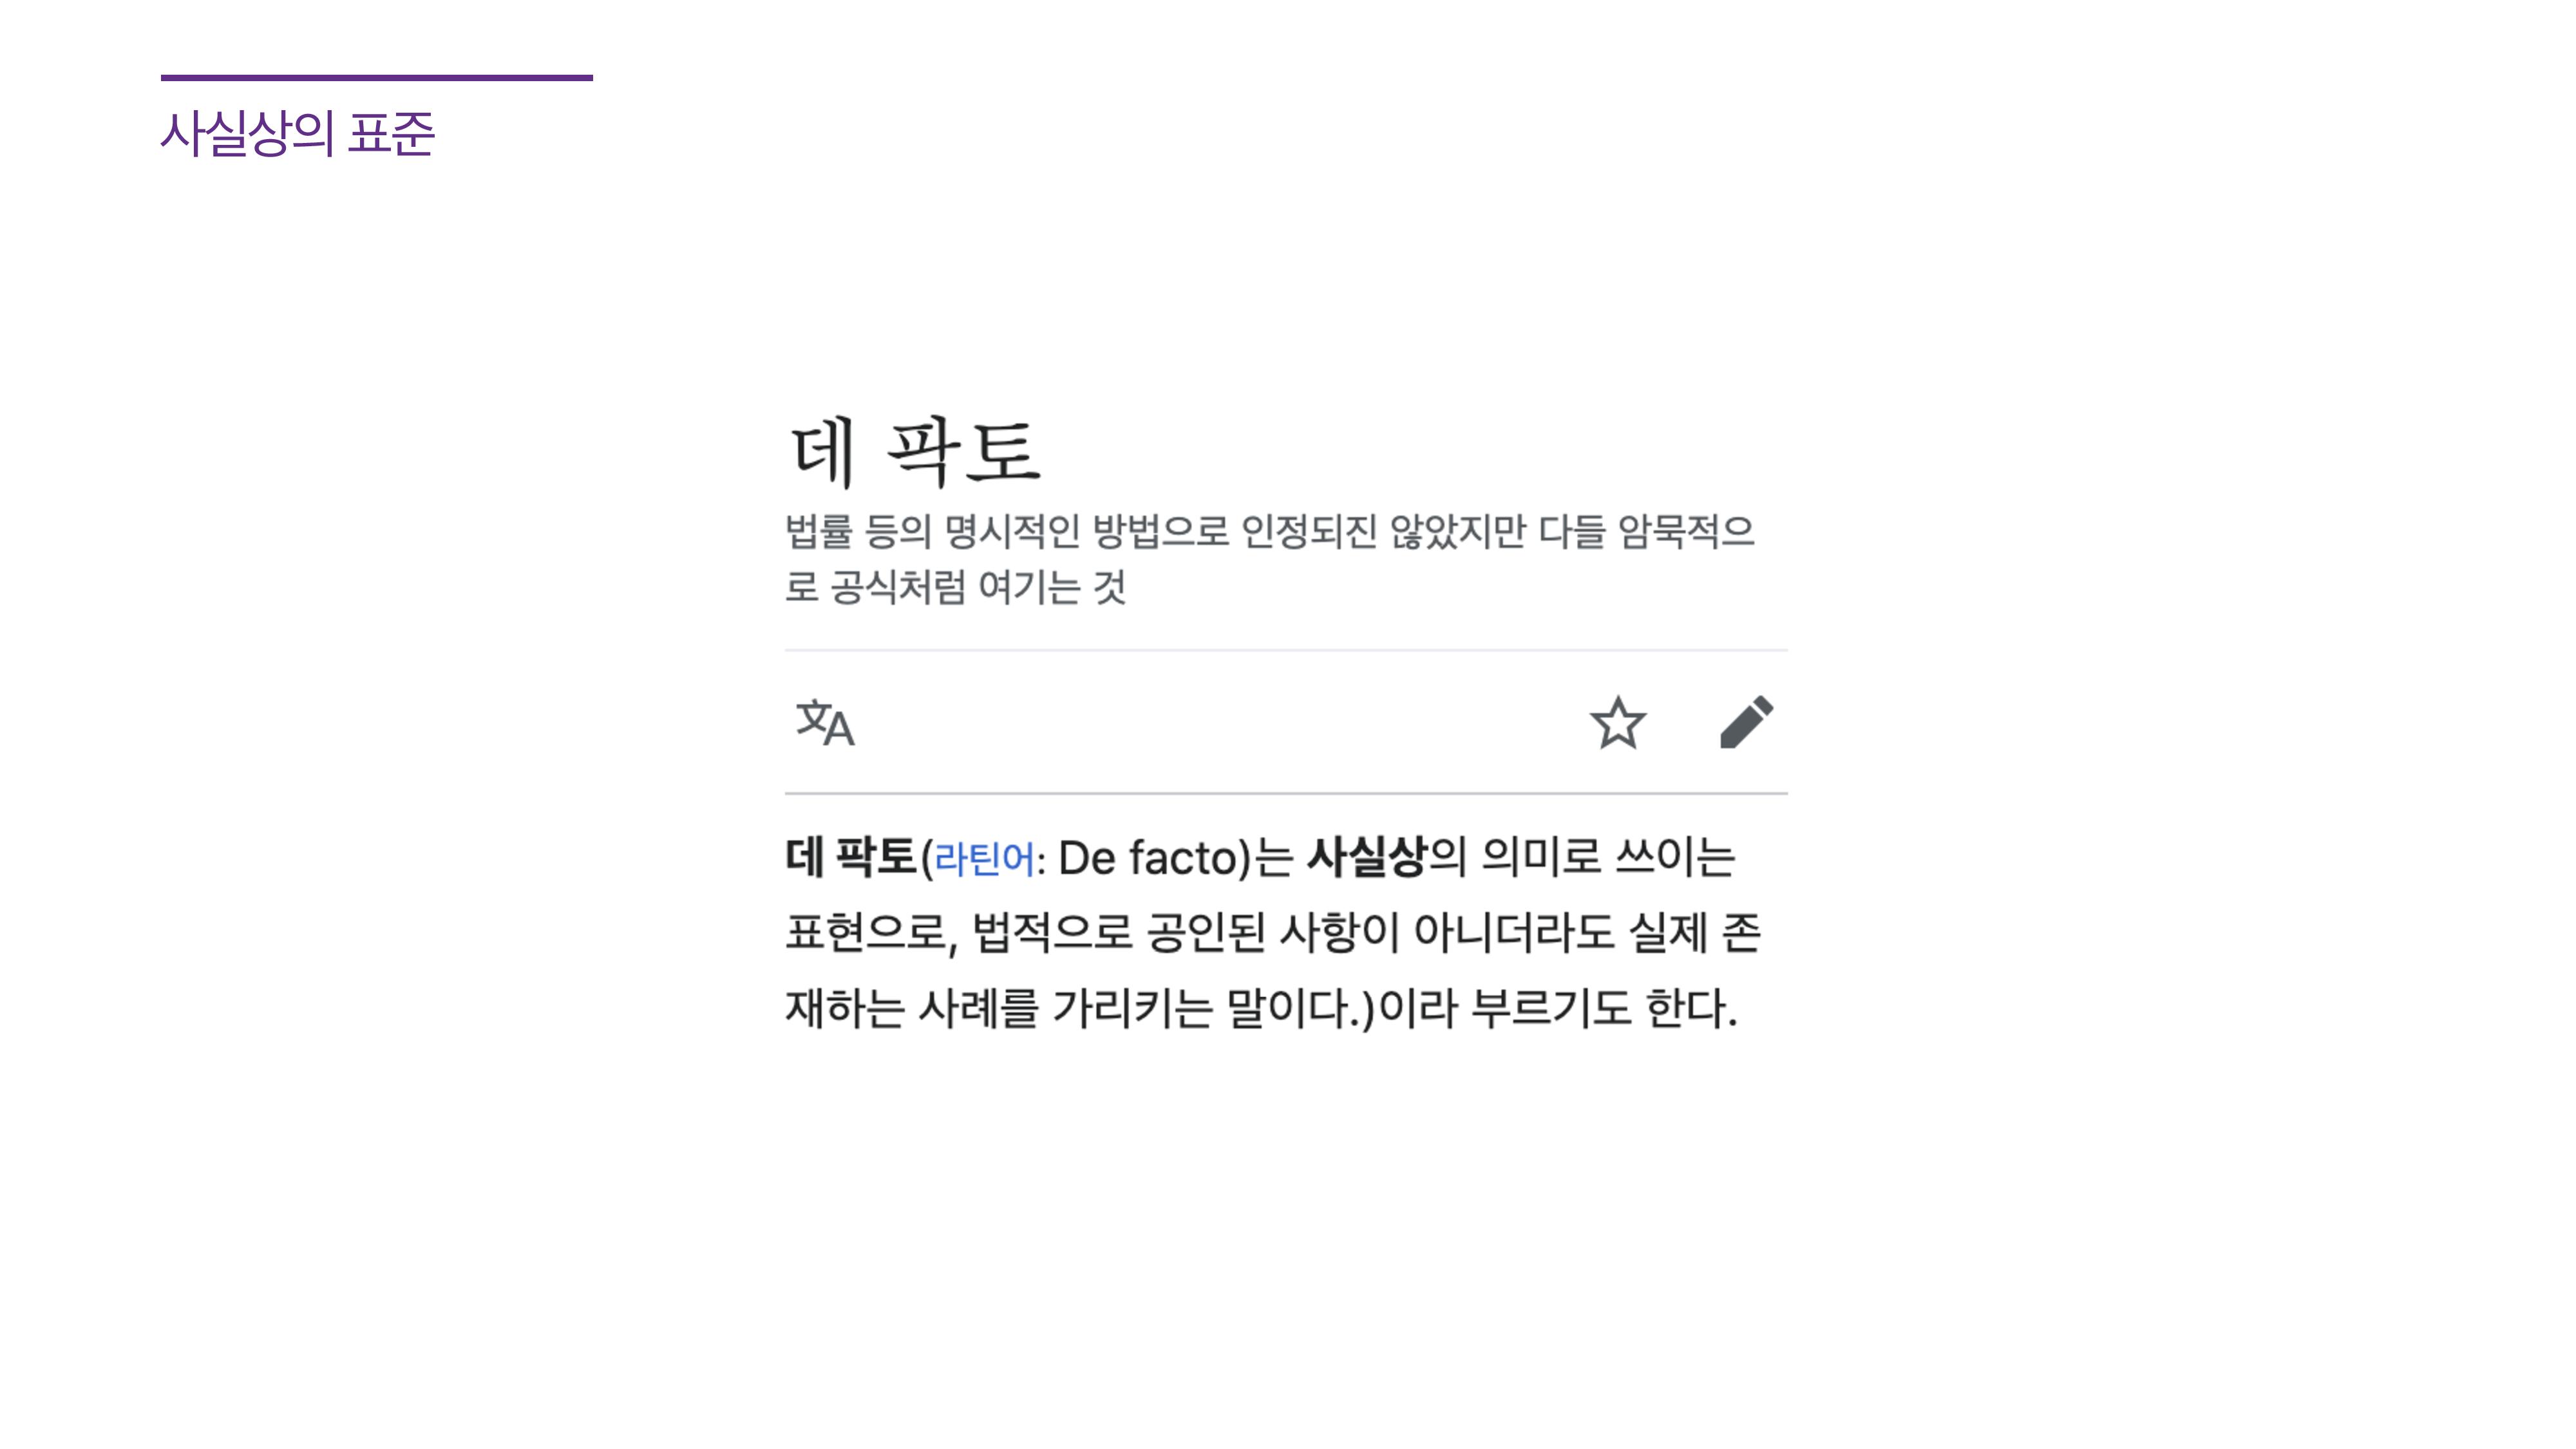 사실상의 표준
데 팍토
법률 등의 명시적인 방법으로 인정되진 않았지만 다들 암묵적으
로 공식처럼 여기는 것
文A
데 팍토(라틴어: De facto)는 사실상의 의미로 쓰이는
표현으로, 법적으로 공인된 사항이 아니더라도 실제 존
재하는 사례를 가리키는 말이다.)이라 부르기도 한다.